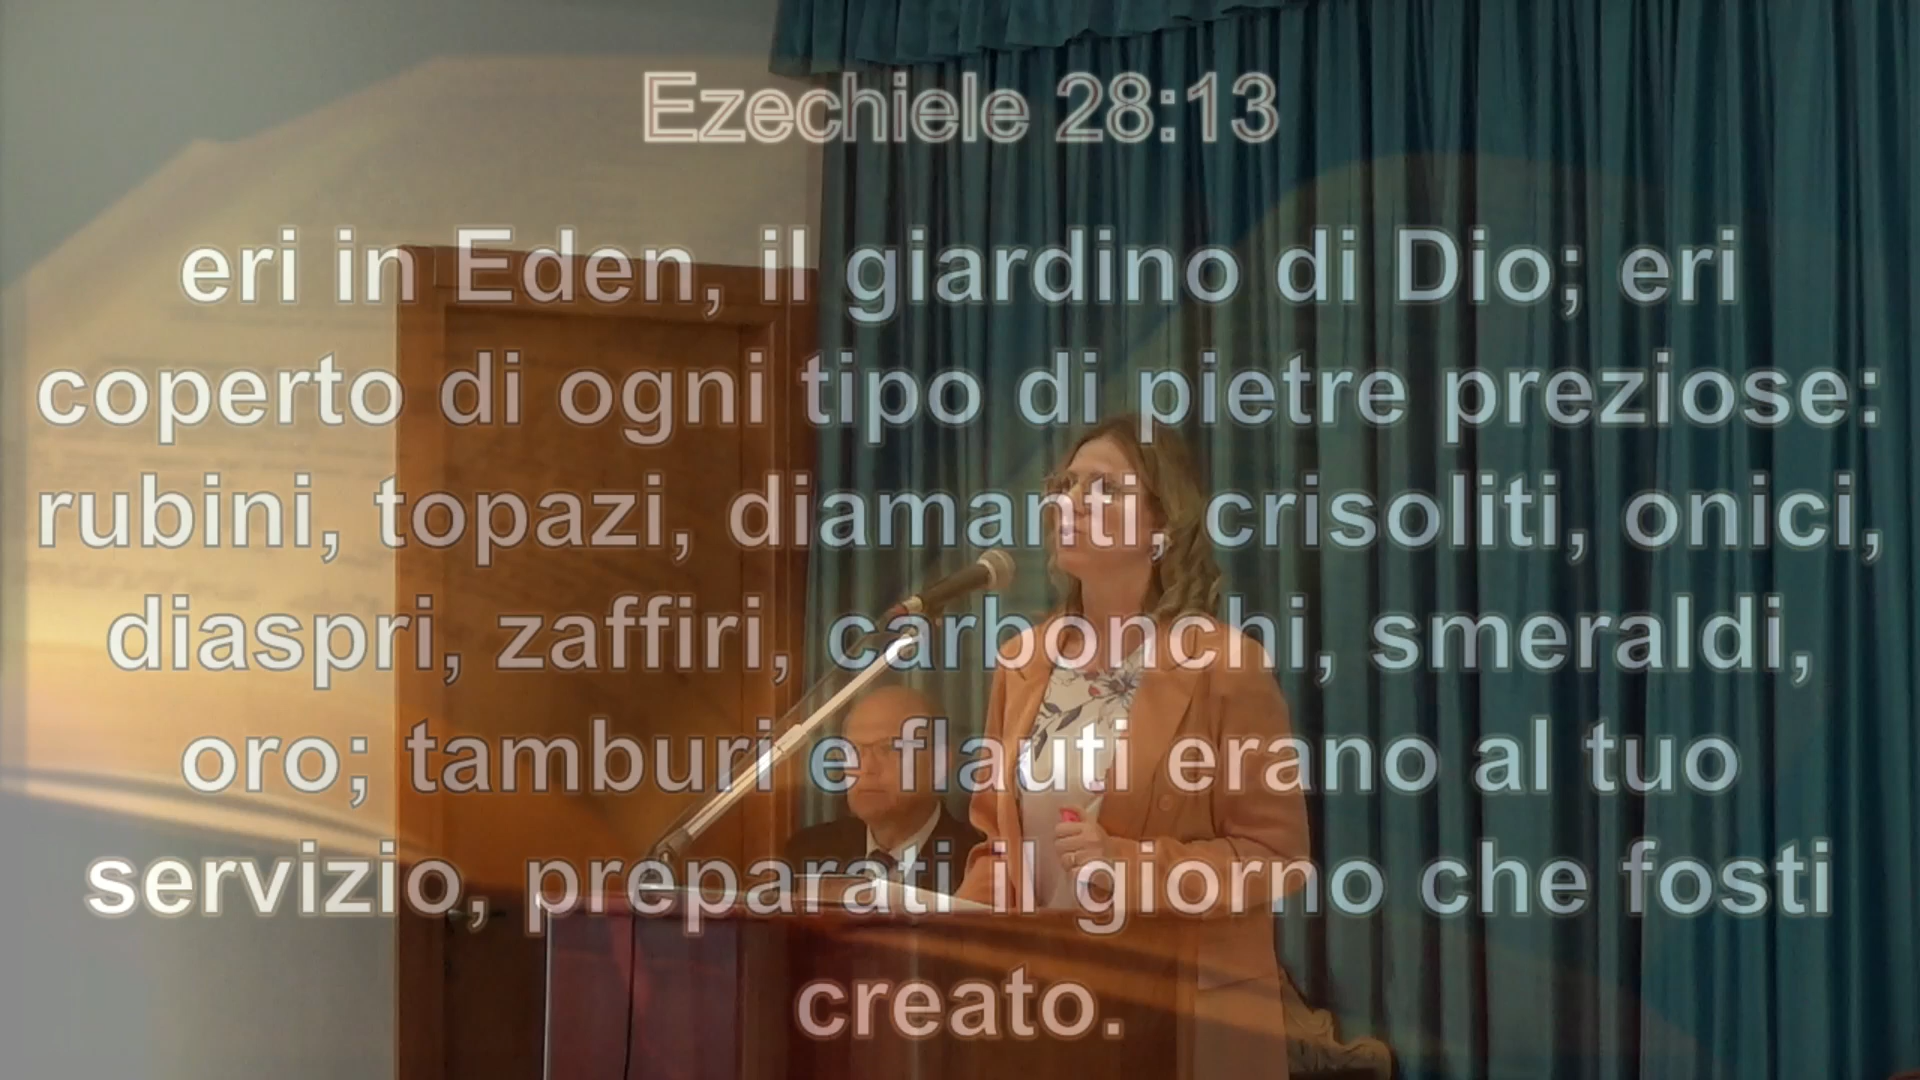 Ezechiele 28:13
eri in Eden, il giardino di Dio; eri
coperto di ogni tipo di pietre preziose:
rubini, topazi, diamanti, crisoliti, onici,
diaspri, zaffiri, carbonchi, smeraldi,
oro; tamburi e flauti erano al tuo
servizio, preparati il giorno che fosti
creato.